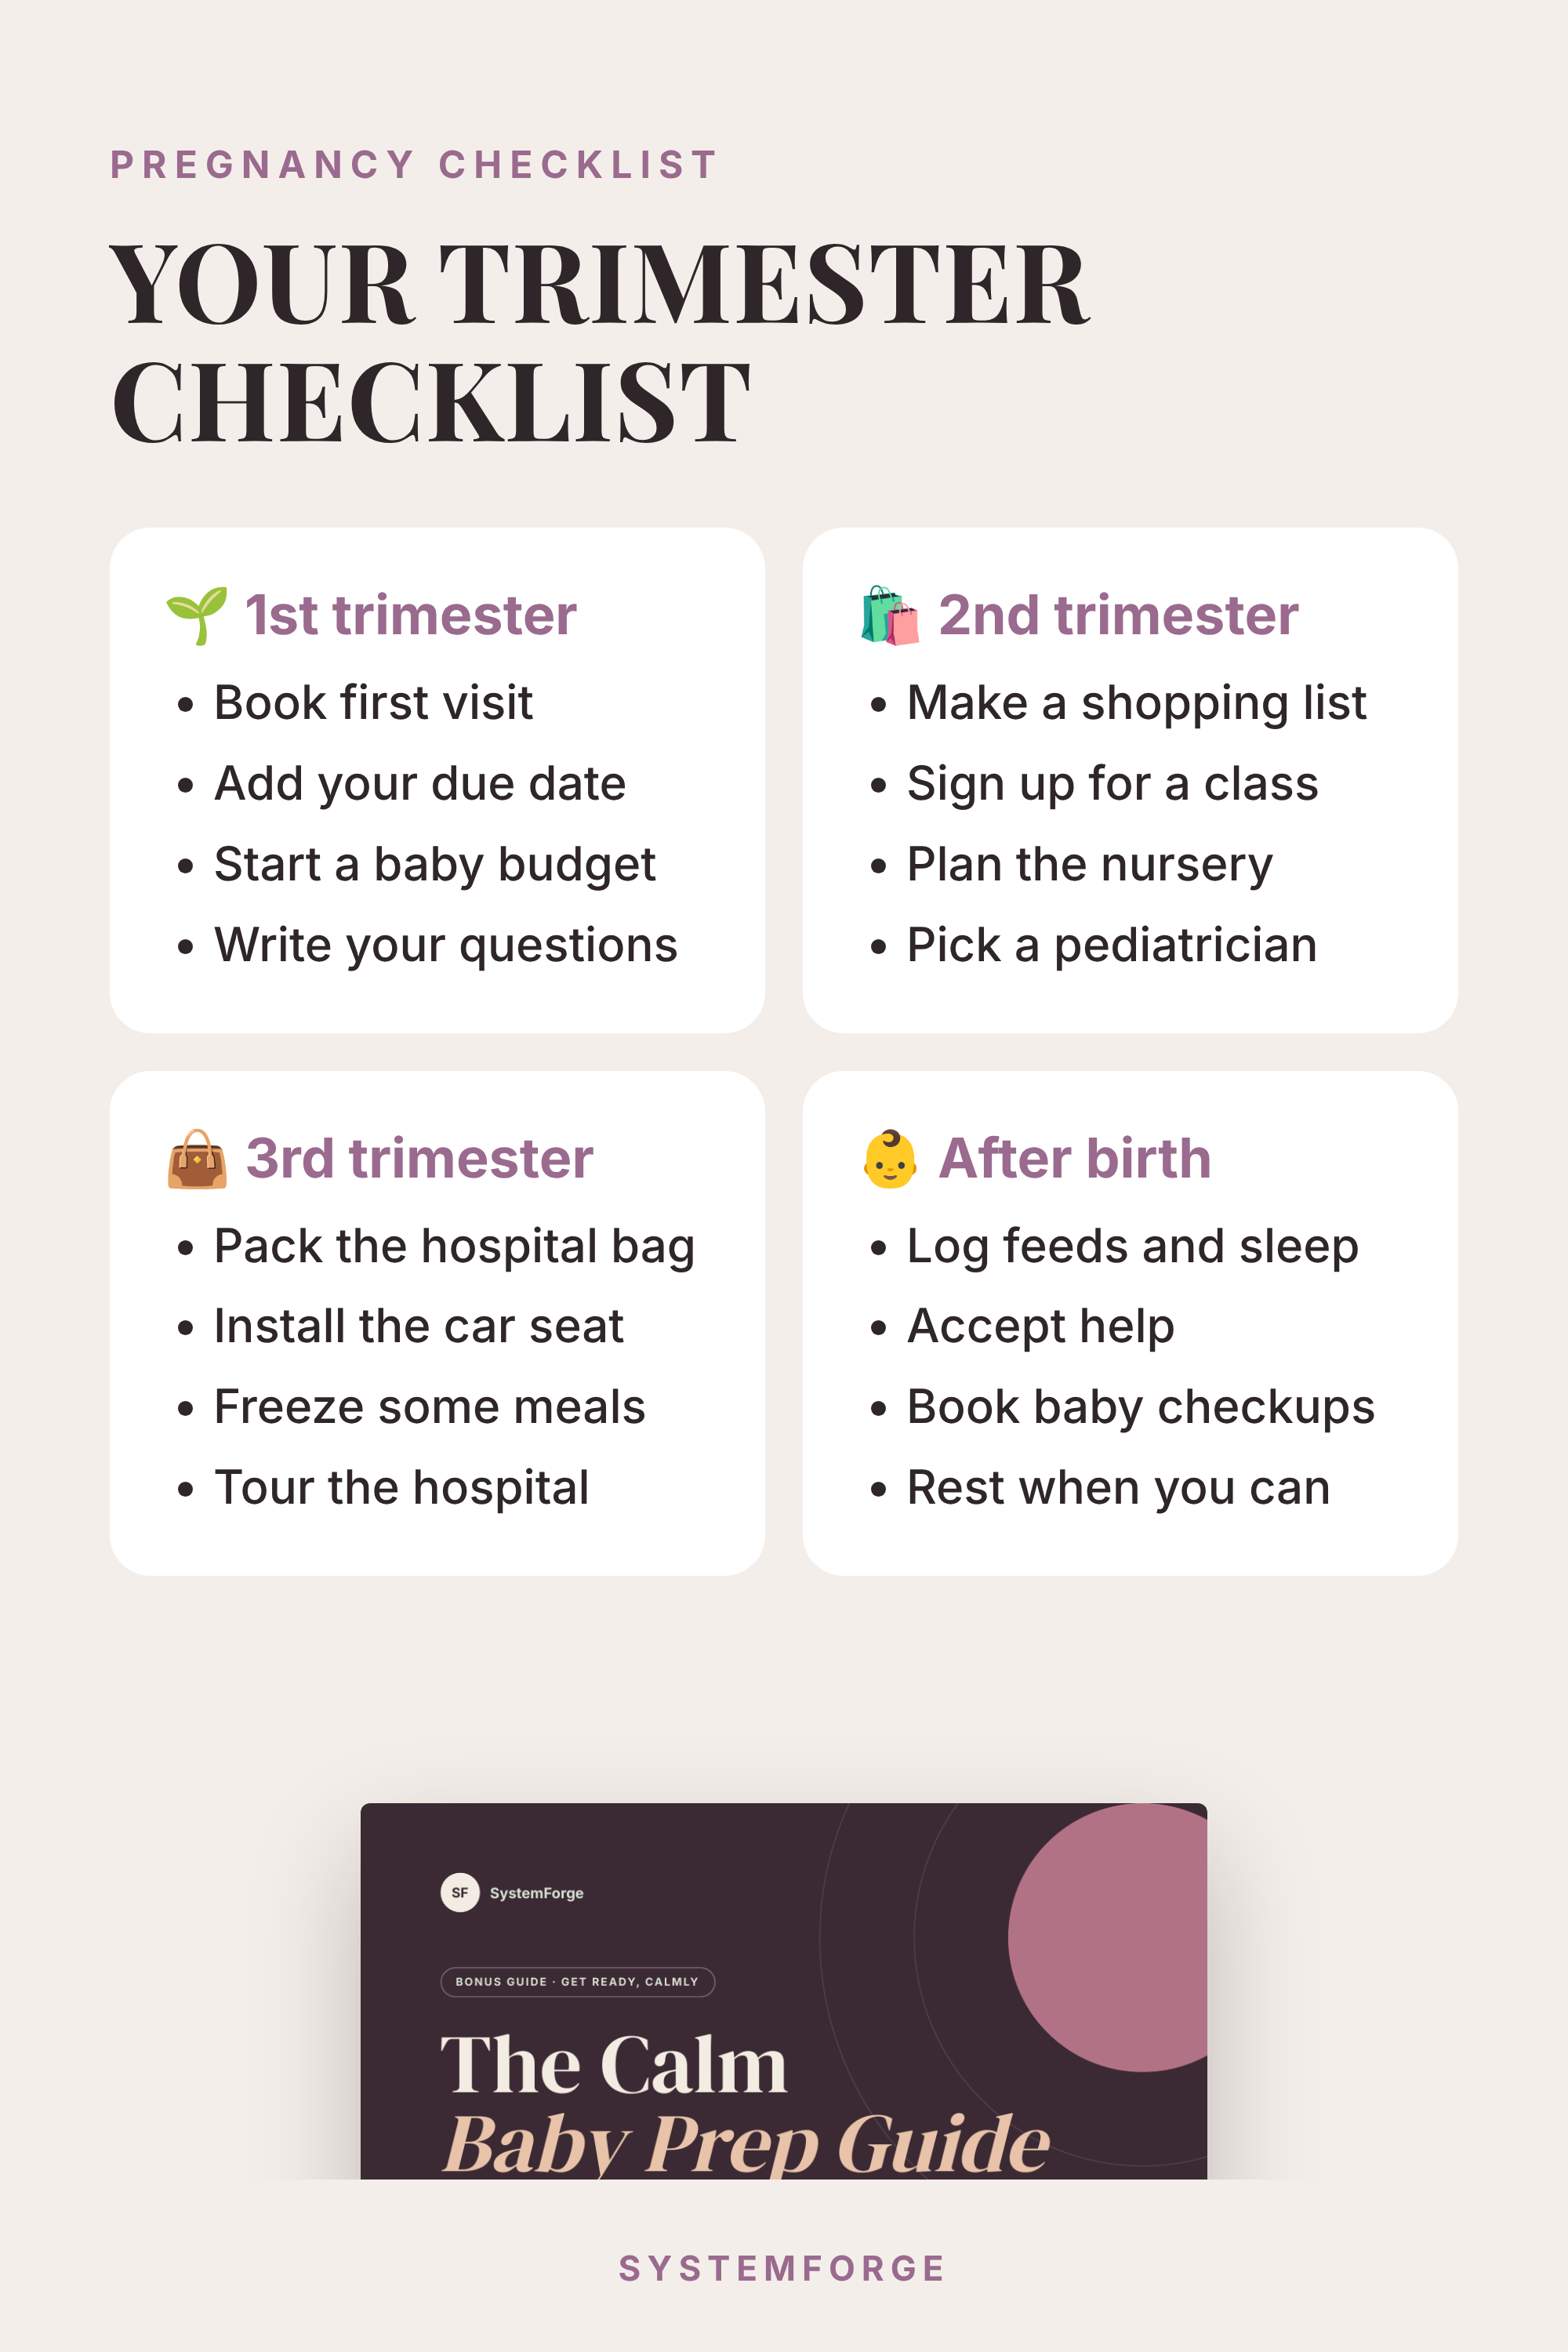 PREGNANCY CHECKLIST
YOUR TRIMESTER
CHECKLIST
🌱 1st trimester
• Book first visit
• Add your due date
• Start a baby budget
• Write your questions
🛍️ 2nd trimester
• Make a shopping list
• Sign up for a class
• Plan the nursery
• Pick a pediatrician
👜 3rd trimester
• Pack the hospital bag
• Install the car seat
• Freeze some meals
• Tour the hospital
👶 After birth
• Log feeds and sleep
• Accept help
• Book baby checkups
• Rest when you can
SF SystemForge
BONUS GUIDE · GET READY, CALMLY
The Calm
Baby Prep Guide
SYSTEMFORGE